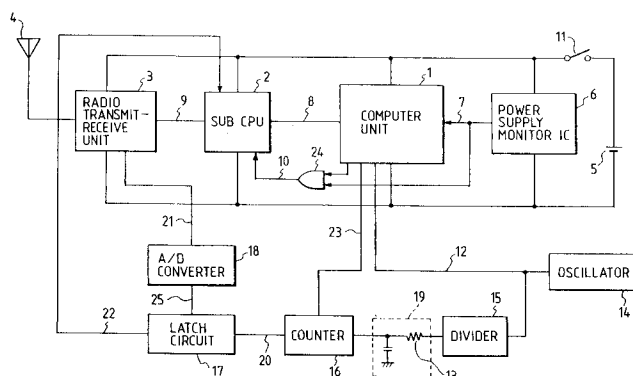 4
11
3
2
1
6
RADIO
TRANSMIT-
RECEIVE
UNIT
9
SUB CPU
8
COMPUTER
UNIT
7
POWER
SUPPLY
MONITOR IC
5
10
24
21
23
12
A/D
CONVERTER
18
25
19
15
OSCILLATOR
14
22
LATCH
CIRCUIT
17
20
COUNTER
16
DIVIDER
13